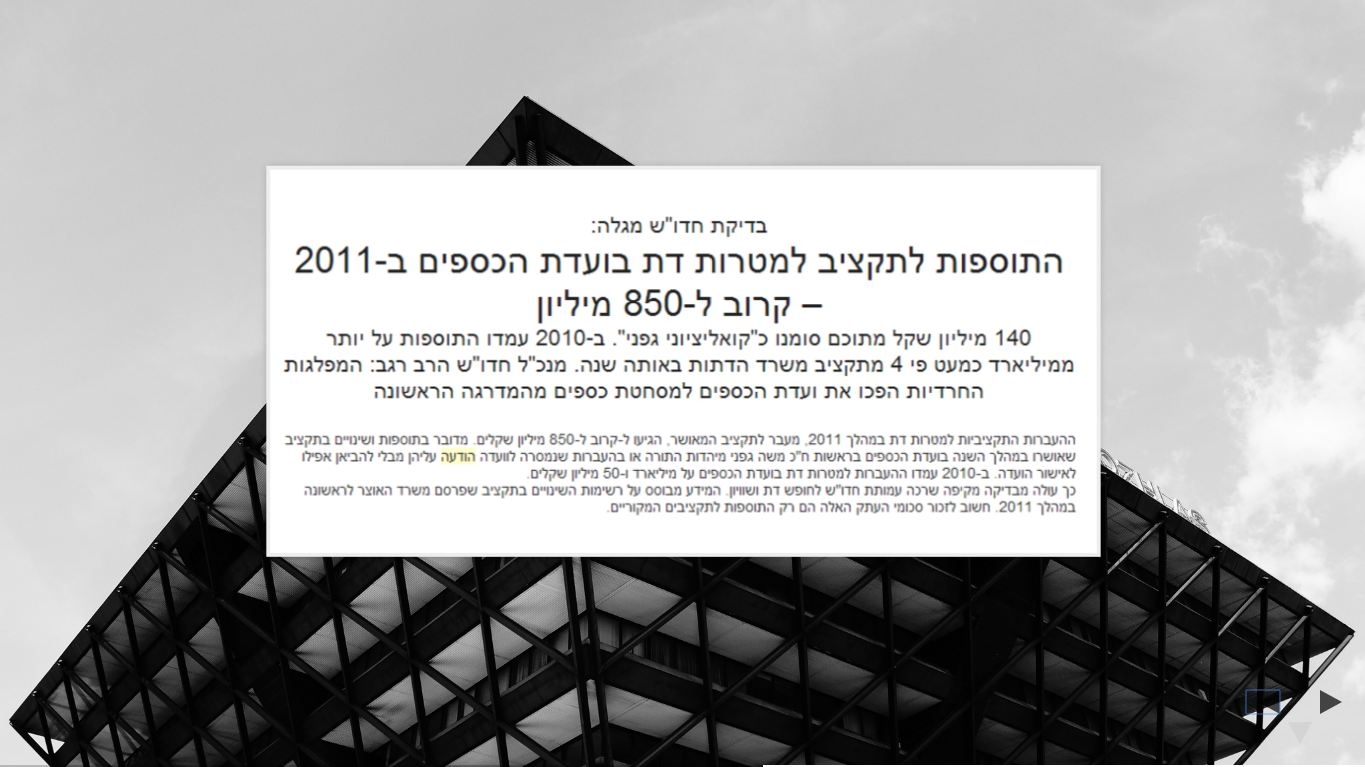 בדיקת חדו"ש מגלה:
התוספות לתקציב למטרות דת בועדת הכספים ב-2011
– קרוב ל-850 מיליון
140 מיליון שקל מתוכם סומנו כ"קואליציוני גפני". ב-2010 עמדו התוספות על יותר
ממיליארד כמעט פי 4 מתקציב משרד הדתות באותה שנה. מנכ"ל חדו"ש הרב רגב: המפלגות
החרדיות הפכו את ועדת הכספים למסחטת כספים מהמדרגה הראשונה
ההעברות התקציביות למטרות דת במהלך 2011, מעבר לתקציב המאושר, הגיעו ל-קרוב ל-850 מיליון שקלים. מדובר בתוספות ושינויים בתקציב
שאושרו במהלך השנה בועדת הכספים בראשות ח"כ משה גפני מיהדות התורה או בהעברות שנמסרה לוועדה הודעה עליהן מבלי להביאן אפילו
לאישור הועדה. ב-2010 עמדו ההעברות למטרות דת בועדת הכספים על מיליארד ו-50 מיליון שקלים.
כך עולה מבדיקה מקיפה שרכה עמותת חדו"ש לחופש דת ושוויון. המידע מבוסס על רשימות השינויים בתקציב שפרסם משרד האוצר לראשונה
במהלך 2011. חשוב לזכור סכומי העתק האלה הם רק התוספות לתקציבים המקוריים.